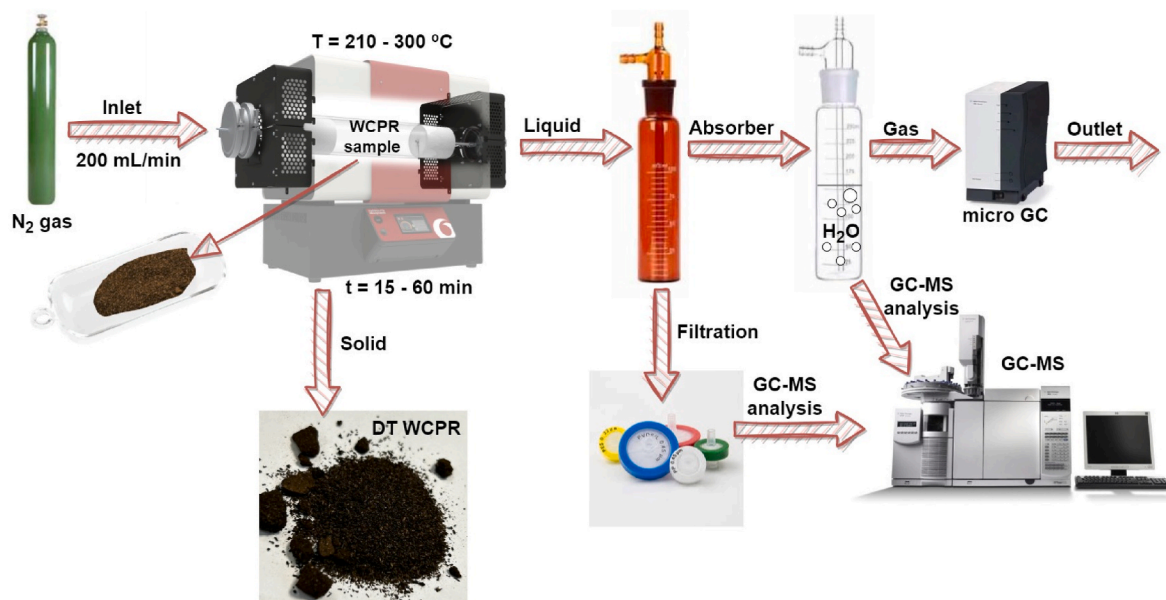 T = 210 - 300 ºC
Inlet
200 mL/min
N2 gas
WCPR
sample
t = 15 - 60 min
Liquid
Absorber
Gas
Outlet
micro GC
H2O
Solid
Filtration
GC-MS
analysis
GC-MS
analysis
GC-MS
DT WCPR